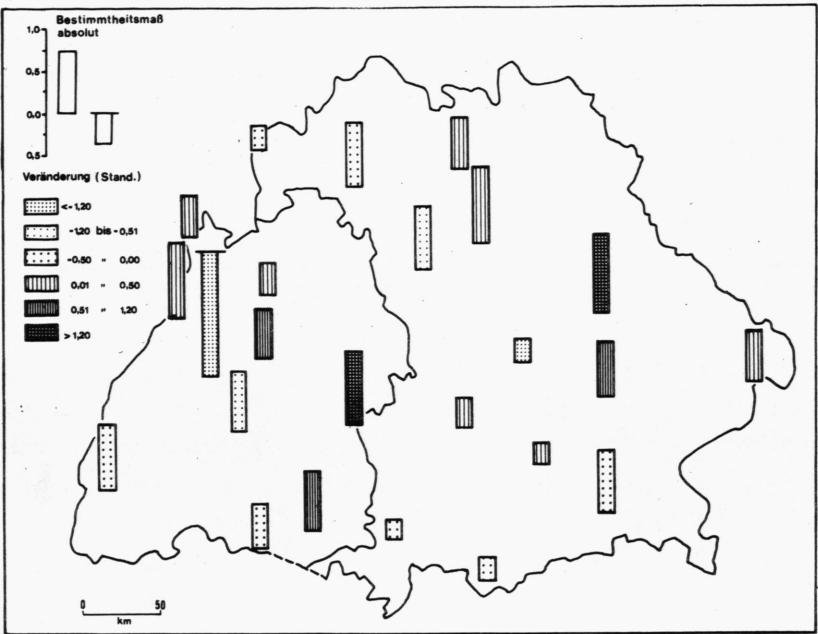 Bestimmtheitsmaß
absolut
1,0
0,5
0,0
0,5
Veränderung (Stand.)
<-1,20
-1,20 bis -0,51
-0,50 " 0,00
0,01 " 0,50
0,51 " 1,20
>1,20
0 50
km